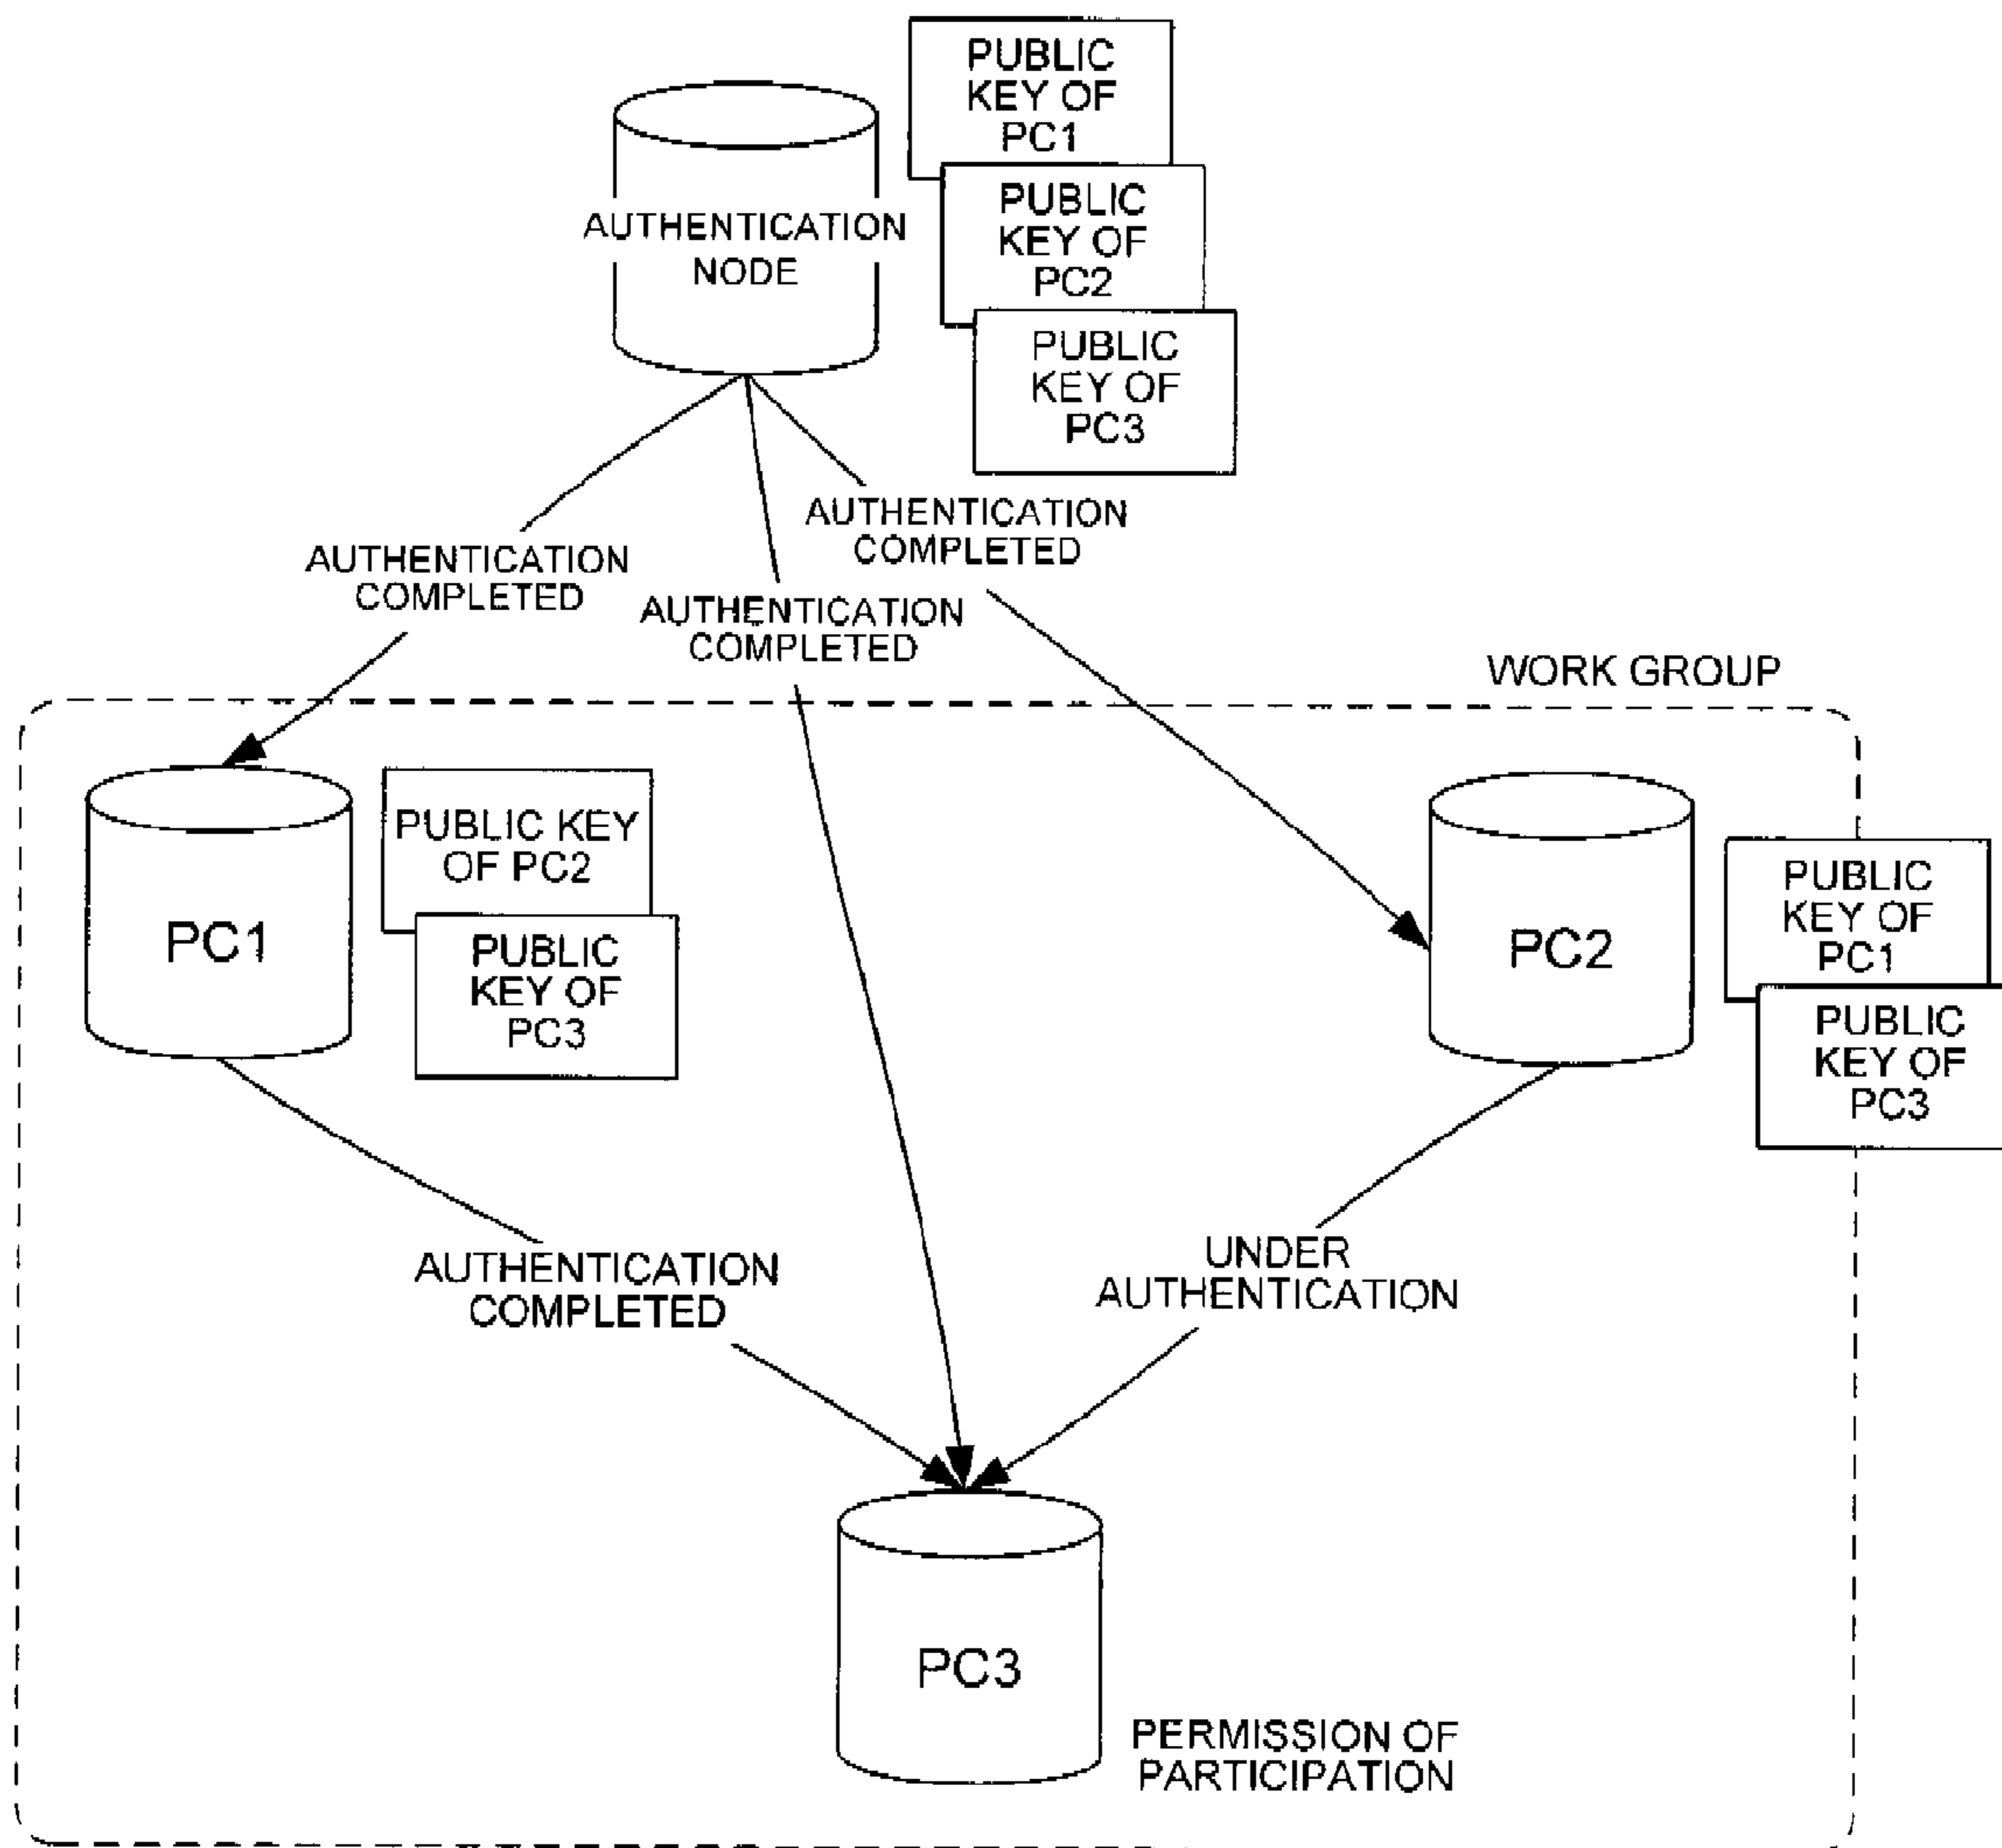 PUBLIC
KEY OF
PC1
PUBLIC
KEY OF
PC2
PUBLIC
KEY OF
PC3
AUTHENTICATION
NODE
AUTHENTICATION
COMPLETED
AUTHENTICATION
COMPLETED
AUTHENTICATION
COMPLETED
WORK GROUP
PC1
PUBLIC KEY
OF PC2
PUBLIC
KEY OF
PC3
PC2
PUBLIC
KEY OF
PC1
PUBLIC
KEY OF
PC3
AUTHENTICATION
COMPLETED
UNDER
AUTHENTICATION
PC3
PERMISSION OF
PARTICIPATION